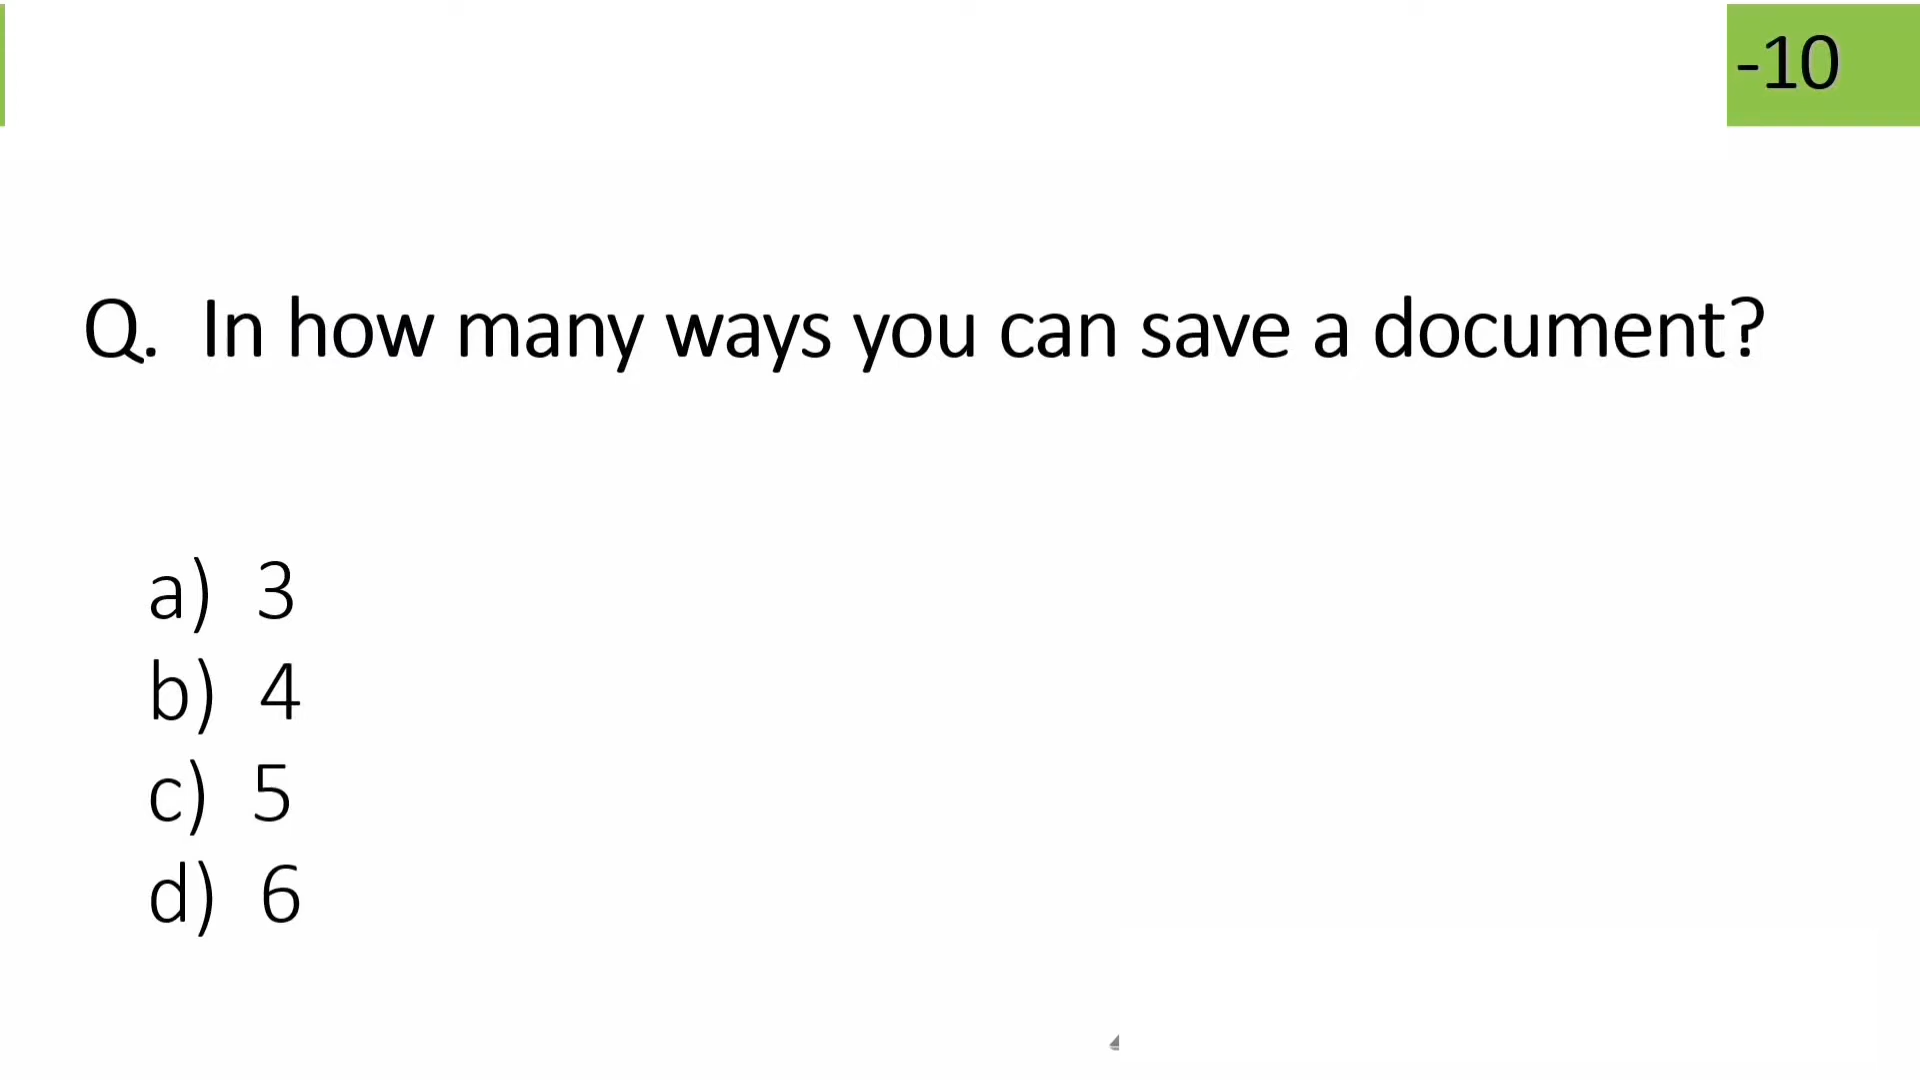 -10
Q. In how many ways you can save a document?
a) 3
b) 4
c) 5
d) 6